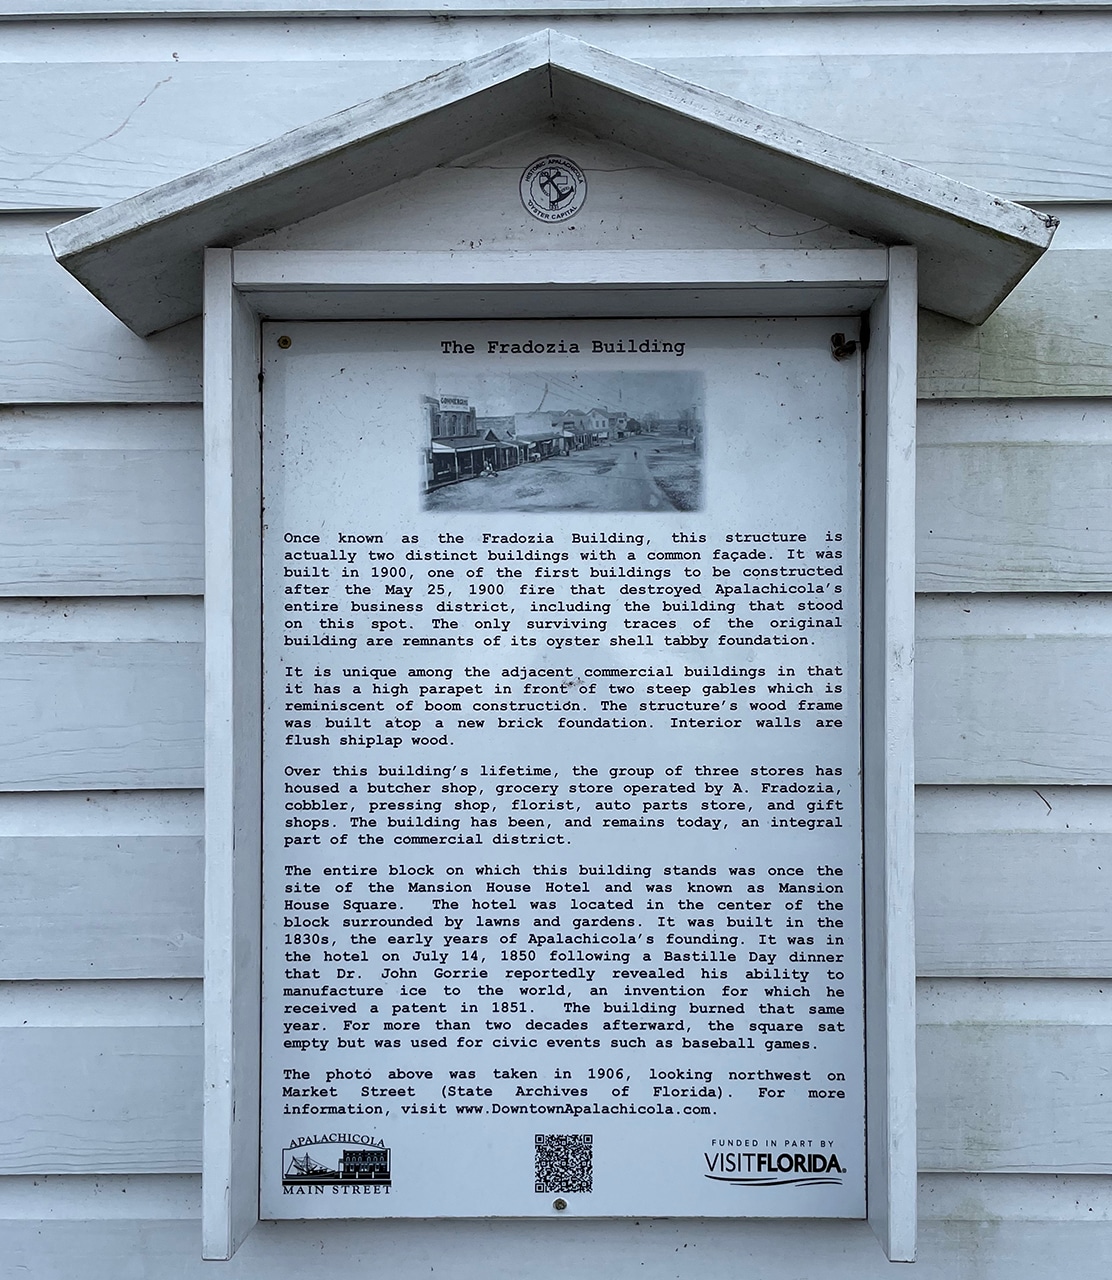 HISTORIC APALACHICOLA
OYSTER CAPITAL
The Fradozia Building
Once known as the Fradozia Building, this structure is
actually two distinct buildings with a common façade. It was
built in 1900, one of the first buildings to be constructed
after the May 25, 1900 fire that destroyed Apalachicola's
entire business district, including the building that stood
on this spot. The only surviving traces of the original
building are remnants of its oyster shell tabby foundation.
It is unique among the adjacent commercial buildings in that
it has a high parapet in front of two steep gables which is
reminiscent of boom construction. The structure's wood frame
was built atop a new brick foundation. Interior walls are
flush shiplap wood.
Over this building's lifetime, the group of three stores has
housed a butcher shop, grocery store operated by A. Fradozia,
cobbler, pressing shop, florist, auto parts store, and gift
shops. The building has been, and remains today, an integral
part of the commercial district.
The entire block on which this building stands was once the
site of the Mansion House Hotel and was known as Mansion
House Square. The hotel was located in the center of the
block surrounded by lawns and gardens. It was built in the
1830s, the early years of Apalachicola's founding. It was in
the hotel on July 14, 1850 following a Bastille Day dinner
that Dr. John Gorrie reportedly revealed his ability to
manufacture ice to the world, an invention for which he
received a patent in 1851. The building burned that same
year. For more than two decades afterward, the square sat
empty but was used for civic events such as baseball games.
The photo above was taken in 1906, looking northwest on
Market Street (State Archives of Florida). For more
information, visit www.DowntownApalachicola.com.
APALACHICOLA
MAIN STREET
FUNDED IN PART BY
VISITFLORIDA®